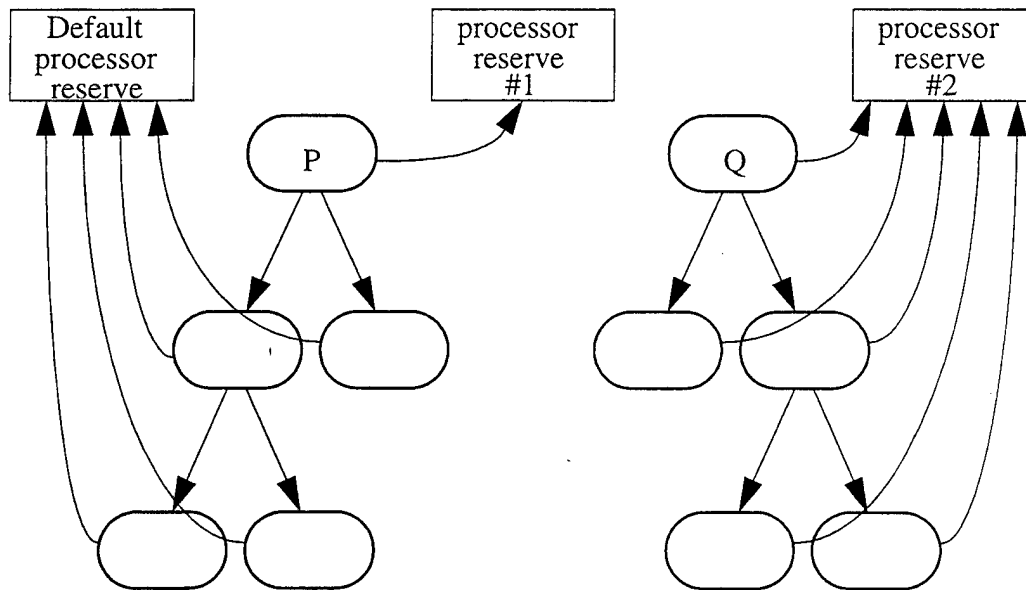 Default
processor
reserve
processor
reserve
#1
processor
reserve
#2
P
Q